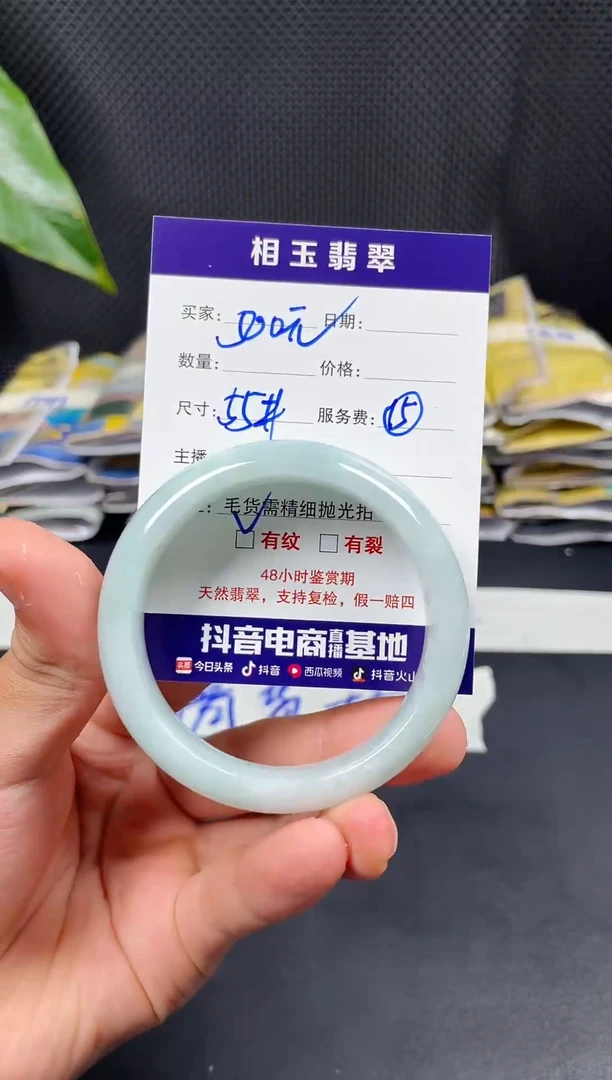 相玉翡翠
买家: 元 日期:
数量: 价格:
尺寸: 55# 服务费: 15
主播
: 毛货需精细抛光拍
有纹 有裂
48小时鉴赏期
天然翡翠，支持复检，假一赔四
抖音电商直播基地
头条 今日头条 抖音 西瓜视频 抖音火山